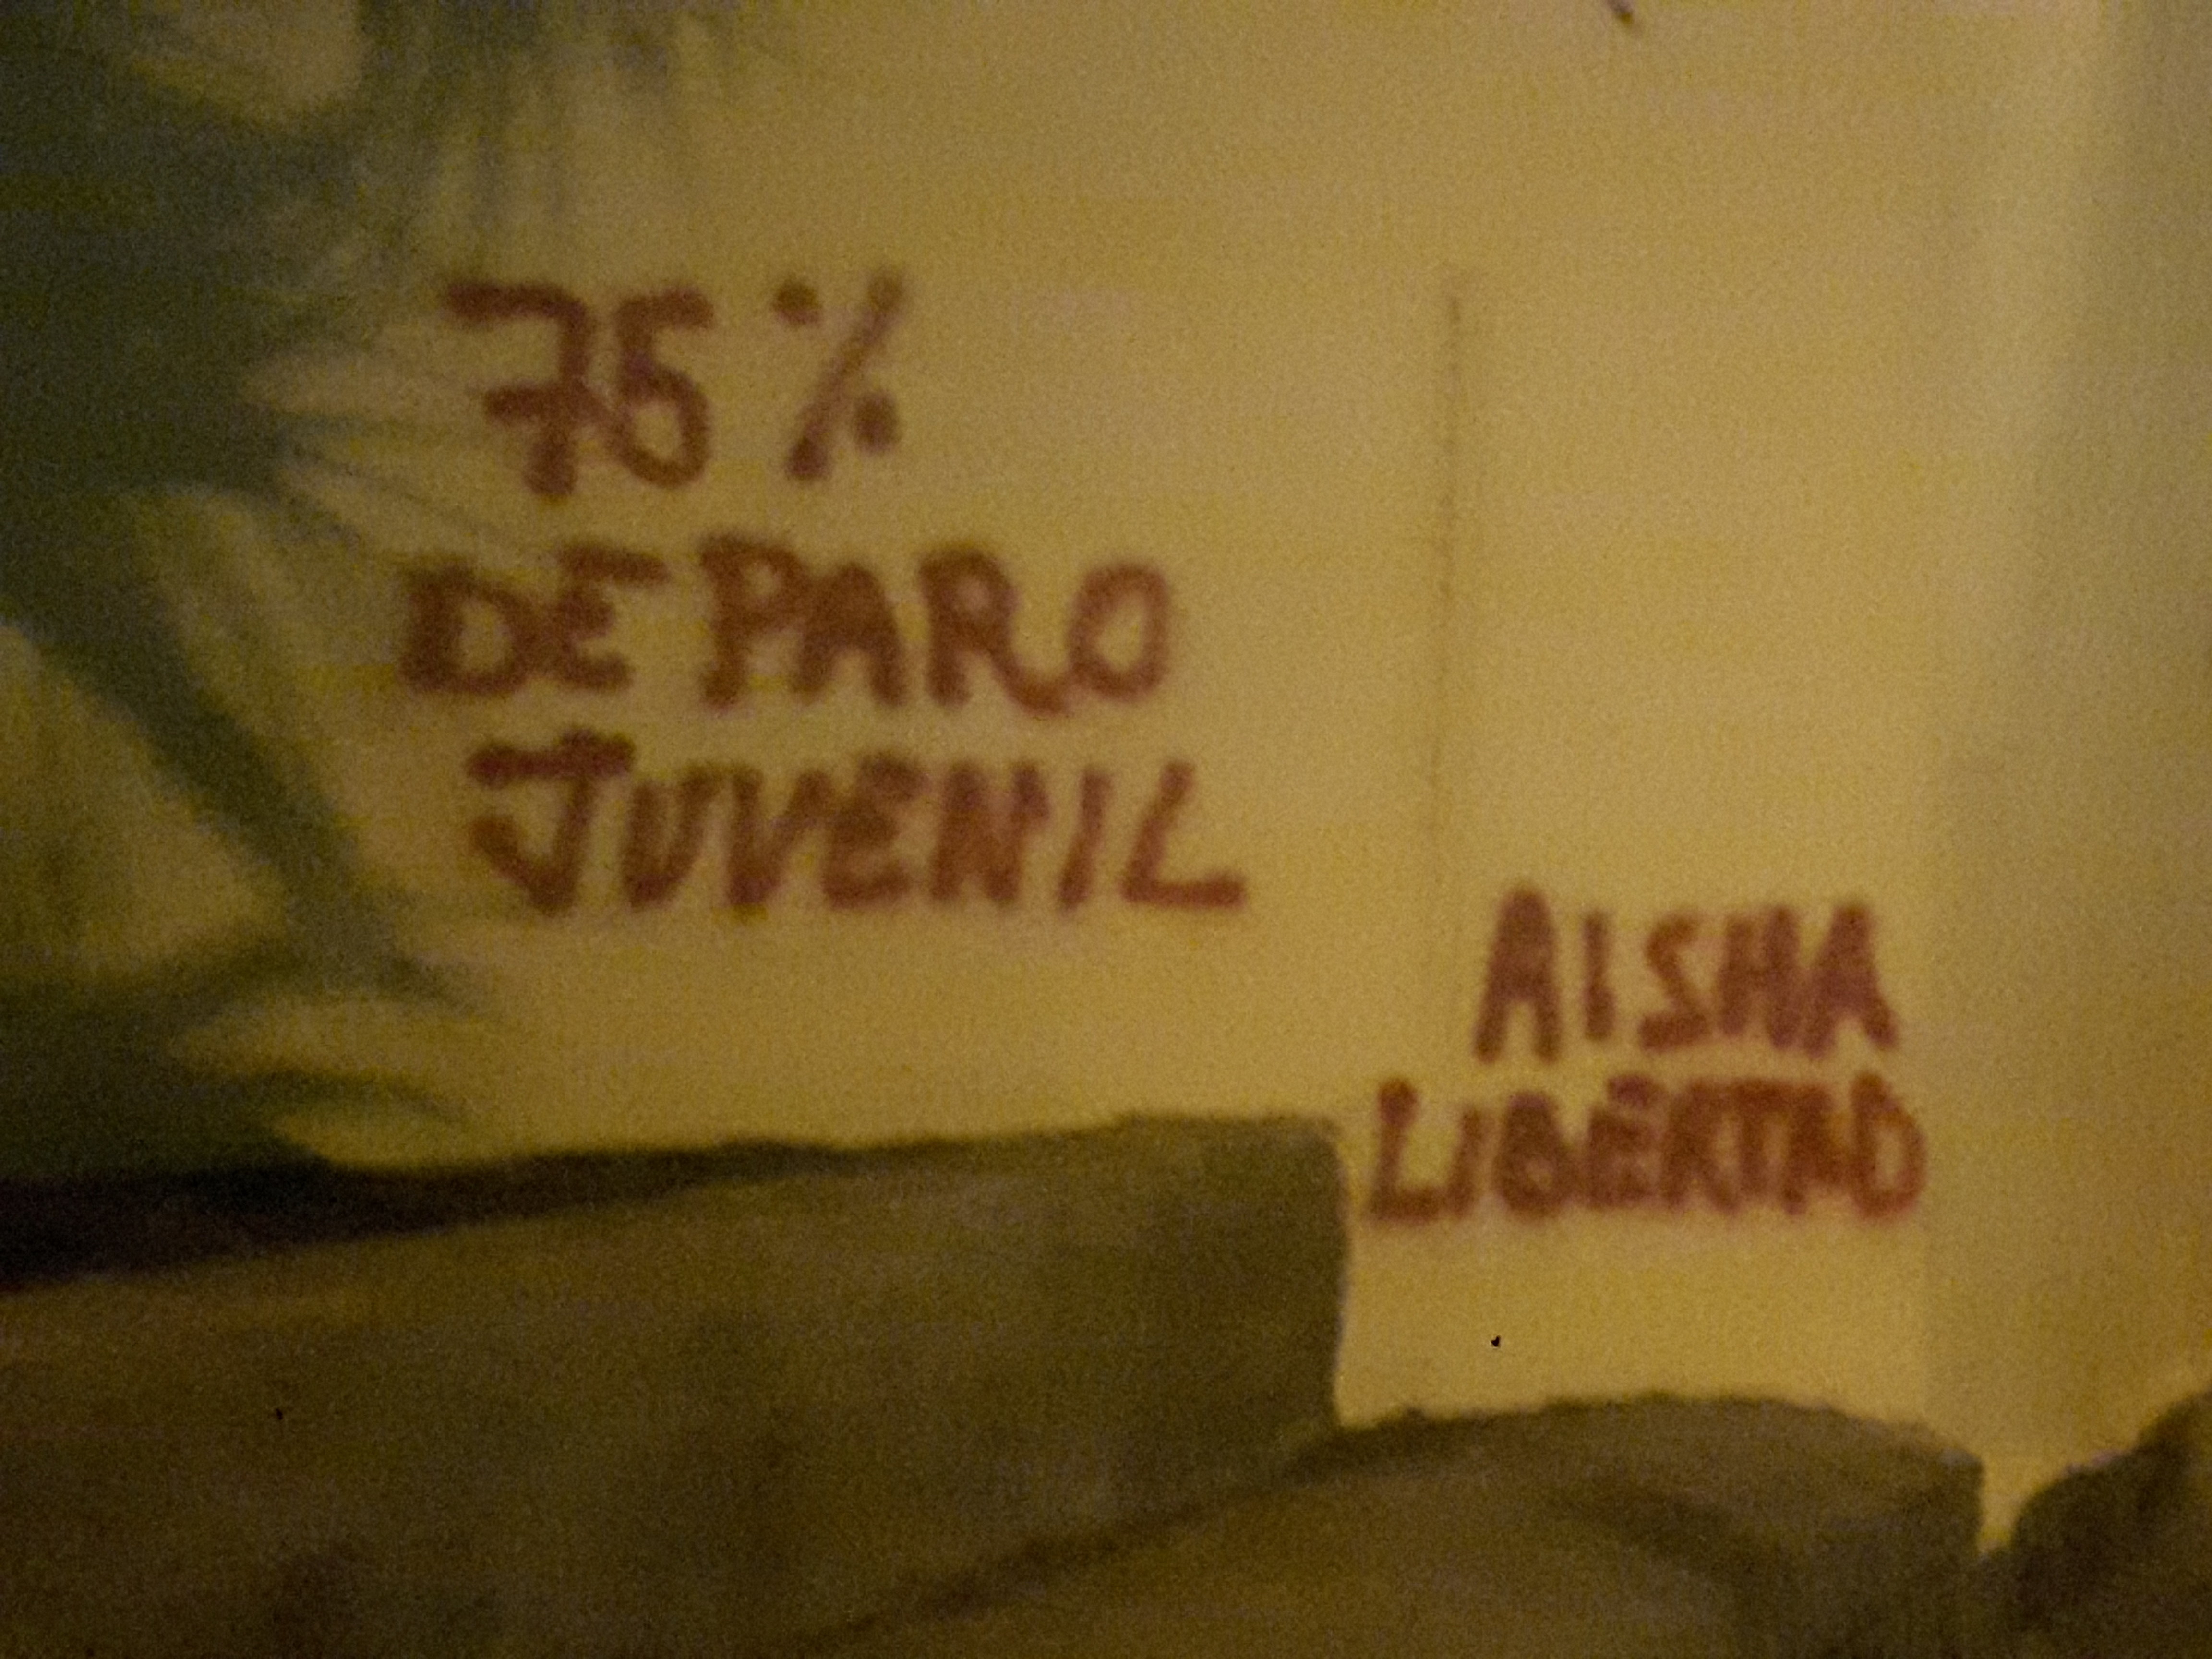 75%
DE PARO
JUVENIL
AISHA
LIBERTAD